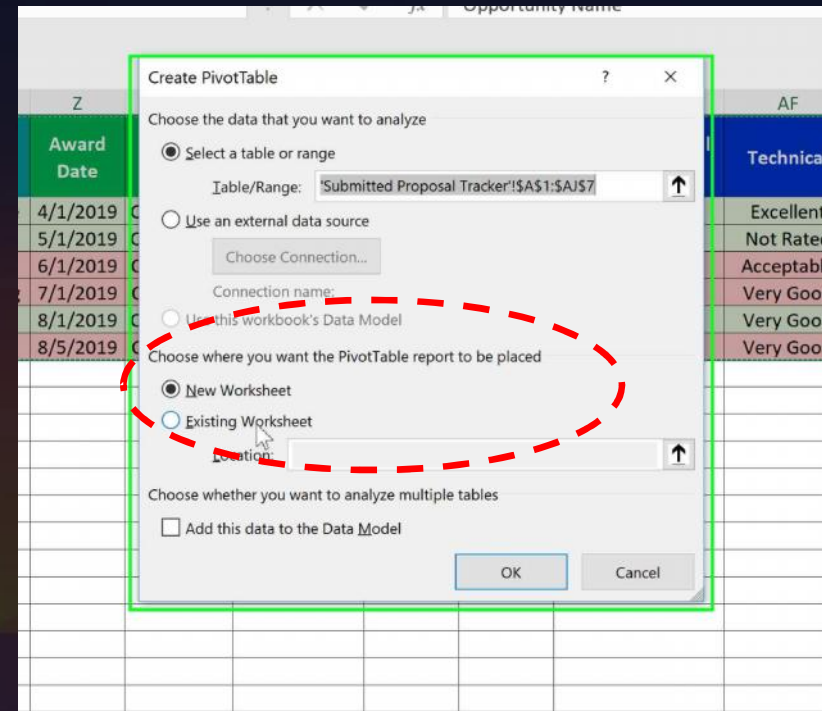 Opportunity Name
Create PivotTable ? ×
Z
AF
Choose the data that you want to analyze
Award
Date
Select a table or range
Technica
Table/Range: 'Submitted Proposal Tracker'!$A$1:$AJ$7
4/1/2019
Excellent
Use an external data source
5/1/2019
Not Rated
Choose Connection...
6/1/2019
Acceptabl
Connection name:
7/1/2019
Very Goo
Use this workbook's Data Model
8/1/2019
Very Goo
8/5/2019
Very Goo
Choose where you want the PivotTable report to be placed
New Worksheet
Existing Worksheet
Location:
Choose whether you want to analyze multiple tables
Add this data to the Data Model
OK Cancel